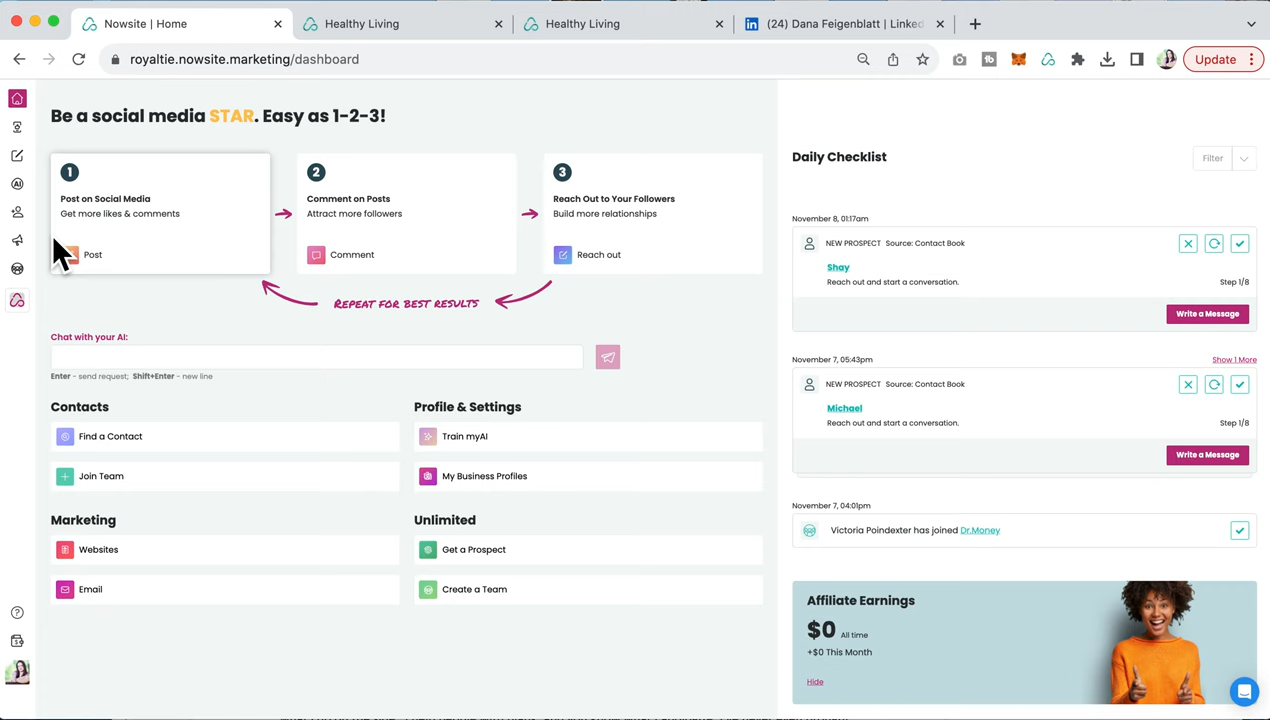 Nowsite | Home
Healthy Living
Healthy Living
(24) Dana Feigenblatt | Linked
royaltie.nowsite.marketing/dashboard
Update
Be a social media STAR. Easy as 1-2-3!
1
Post on Social Media
Get more likes & comments
Post
2
Comment on Posts
Attract more followers
Comment
3
Reach Out to Your Followers
Build more relationships
Reach out
REPEAT FOR BEST RESULTS
Chat with your AI:
Enter - send request; Shift+Enter - new line
Contacts
Find a Contact
Join Team
Profile & Settings
Train myAI
My Business Profiles
Marketing
Websites
Email
Unlimited
Get a Prospect
Create a Team
Daily Checklist
Filter
November 8, 01:17am
NEW PROSPECT Source: Contact Book
Shay
Reach out and start a conversation.
Step 1/8
Write a Message
November 7, 05:43pm
Show 1 More
NEW PROSPECT Source: Contact Book
Michael
Reach out and start a conversation.
Step 1/8
Write a Message
November 7, 04:01pm
Victoria Poindexter has joined Dr.Money
Affiliate Earnings
$0 All time
+$0 This Month
Hide